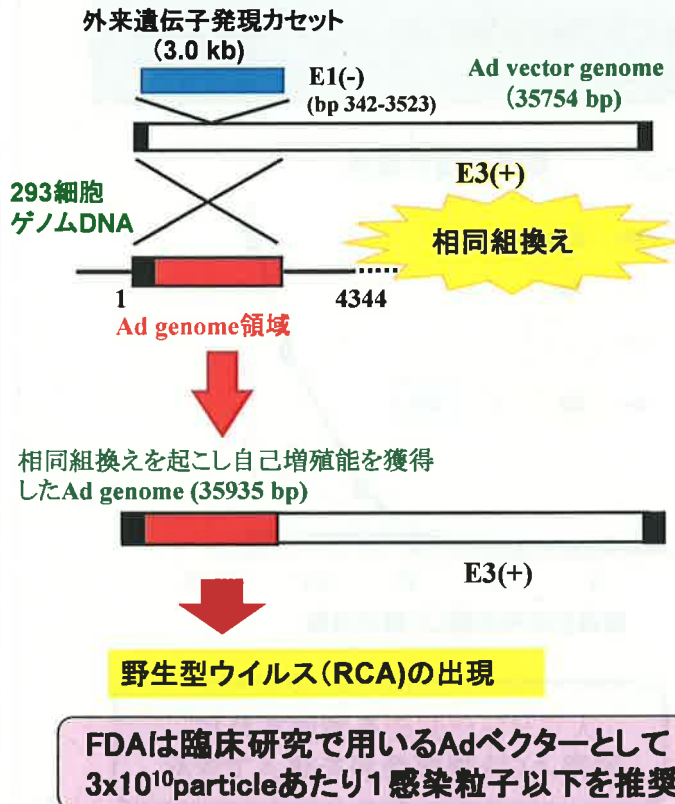 外来遺伝子発現カセット
(3.0 kb)
E1(-)
(bp 342-3523)
Ad vector genome
(35754 bp)
E3(+)
293細胞
ゲノムDNA
相同組換え
1
4344
Ad genome領域
相同組換えを起こし自己増殖能を獲得
したAd genome (35935 bp)
E3(+)
野生型ウイルス(RCA)の出現
FDAは臨床研究で用いるAdベクターとして
3x10¹⁰particleあたり1感染粒子以下を推奨